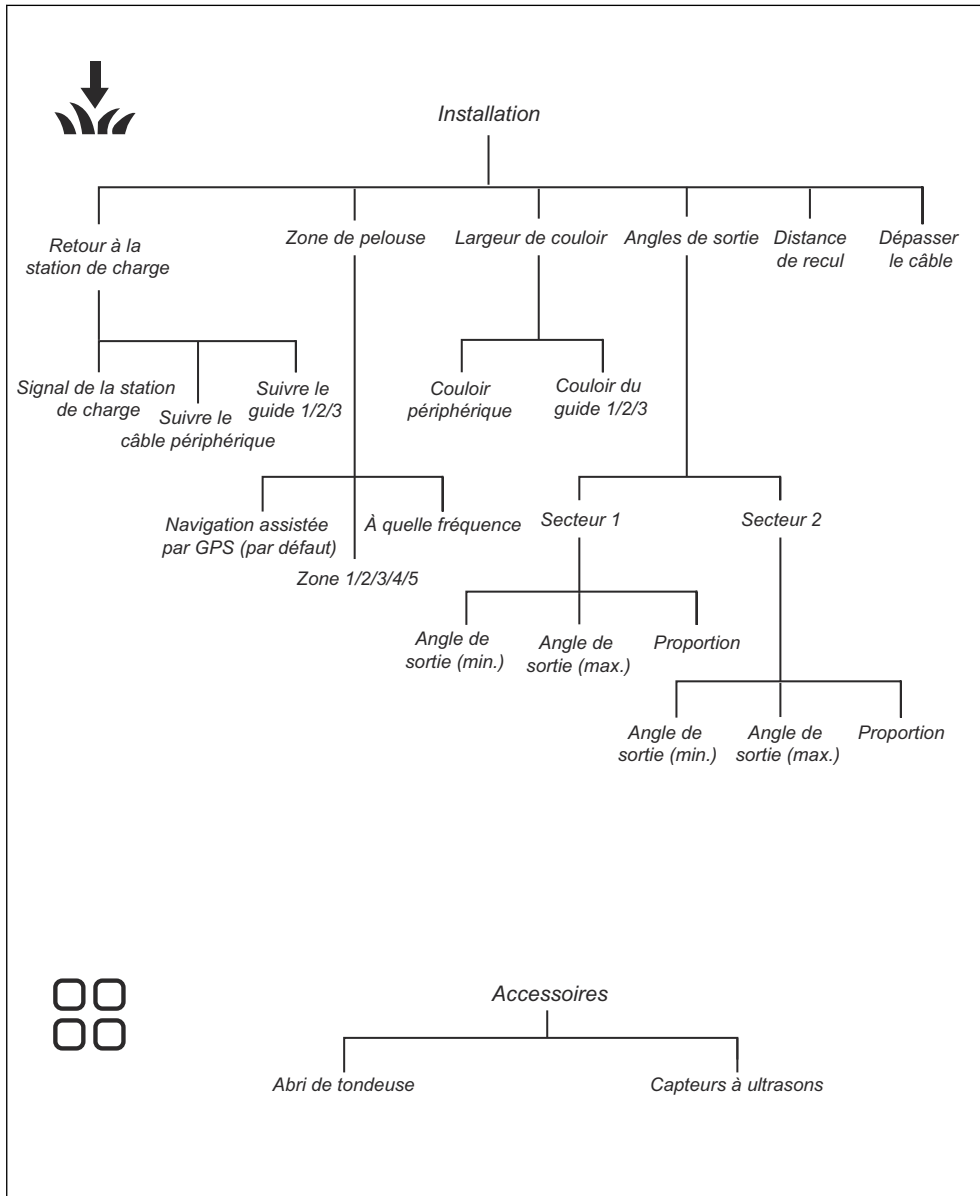 Installation
Retour à la
station de charge
Zone de pelouse
Largeur de couloir
Angles de sortie
Distance
de recul
Dépasser
le câble
Signal de la station
de charge
Suivre le
câble périphérique
Suivre le
guide 1/2/3
Couloir
périphérique
Couloir du
guide 1/2/3
Navigation assistée
par GPS (par défaut)
Zone 1/2/3/4/5
À quelle fréquence
Secteur 1
Secteur 2
Angle de
sortie (min.)
Angle de
sortie (max.)
Proportion
Angle de
sortie (min.)
Angle de
sortie (max.)
Proportion
Accessoires
Abri de tondeuse
Capteurs à ultrasons